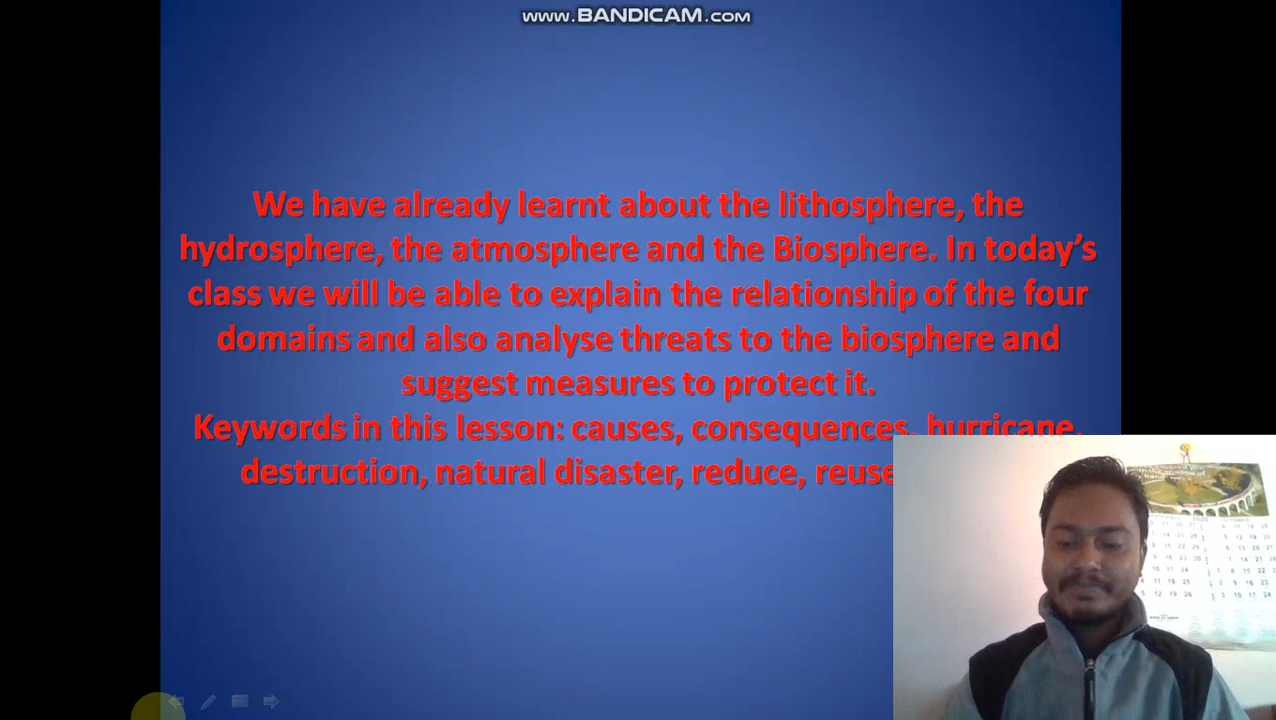 www.BANDICAM.com
We have already learnt about the lithosphere, the
hydrosphere, the atmosphere and the Biosphere. In today’s
class we will be able to explain the relationship of the four
domains and also analyse threats to the biosphere and
suggest measures to protect it.
Keywords in this lesson: causes, consequences, hurricane,
destruction, natural disaster, reduce, reuse
2020